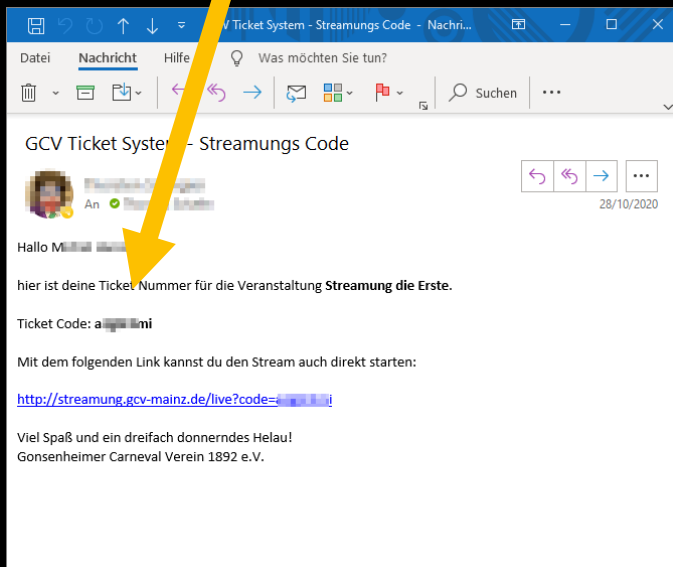 Ticket System - Streamungs Code - Nachri...
Datei Nachricht Hilfe Was möchten Sie tun?
Suchen
GCV Ticket System - Streamungs Code
An
28/10/2020
Hallo
hier ist deine Ticket Nummer für die Veranstaltung Streamung die Erste.
Ticket Code:
Mit dem folgenden Link kannst du den Stream auch direkt starten:
http://streamung.gcv-mainz.de/live?code=
Viel Spaß und ein dreifach donnerndes Helau!
Gonsenheimer Carneval Verein 1892 e.V.